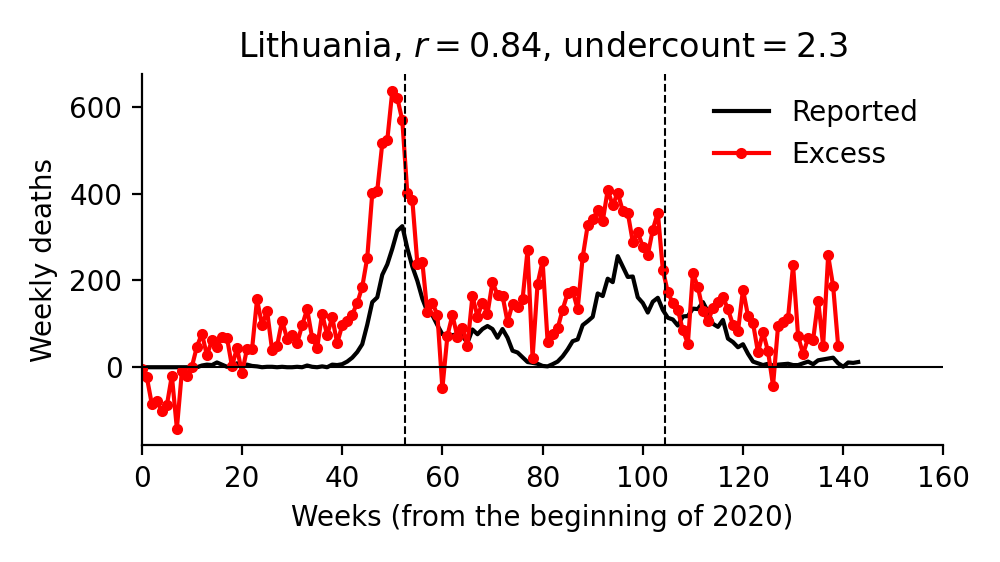 Lithuania, r = 0.84, undercount = 2.3
Reported
Excess
Weekly deaths
600
400
200
0
0 20 40 60 80 100 120 140 160
Weeks (from the beginning of 2020)